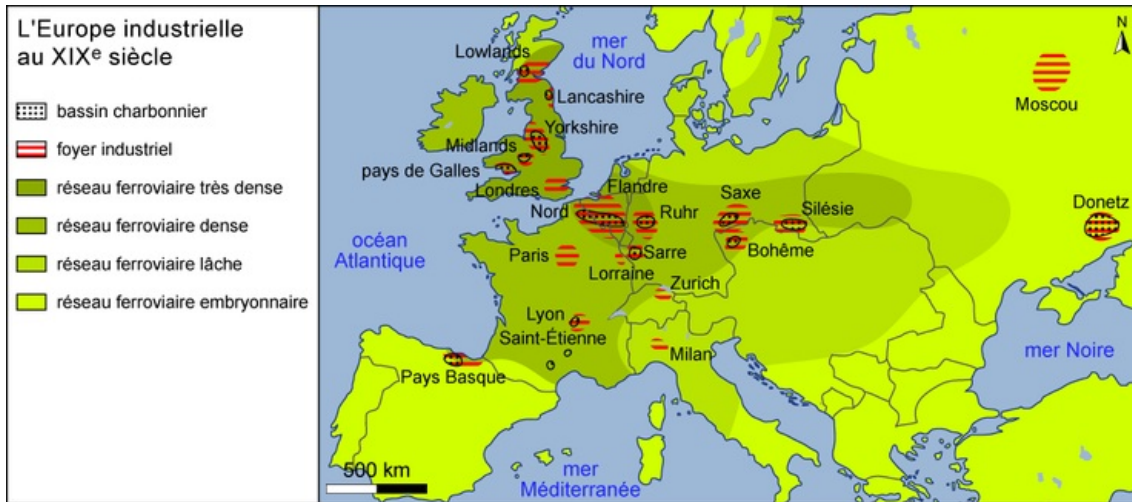 L'Europe industrielle
au XIXe siècle
bassin charbonnier
foyer industriel
réseau ferroviaire très dense
réseau ferroviaire dense
réseau ferroviaire lâche
réseau ferroviaire embryonnaire
N
mer
du Nord
Lowlands
Lancashire
Moscou
Yorkshire
Midlands
pays de Galles
Londres
Flandre
Nord
Ruhr
Saxe
Silésie
Donetz
océan
Atlantique
Paris
Sarre
Bohême
Lorraine
Zurich
Lyon
Saint-Étienne
Milan
mer Noire
Pays Basque
500 km
mer
Méditerranée